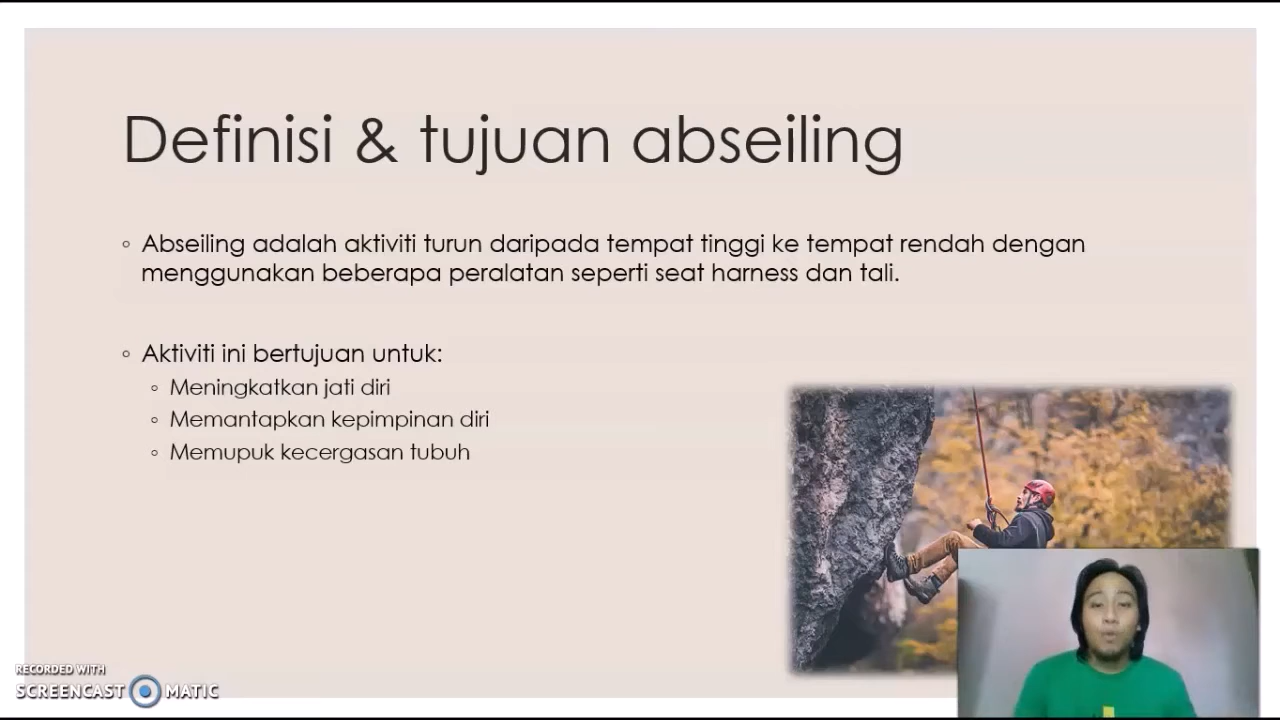 Definisi & tujuan abseiling
◦ Abseiling adalah aktiviti turun daripada tempat tinggi ke tempat rendah dengan
menggunakan beberapa peralatan seperti seat harness dan tali.
◦ Aktiviti ini bertujuan untuk:
◦ Meningkatkan jati diri
◦ Memantapkan kepimpinan diri
◦ Memupuk kecergasan tubuh
RECORDED WITH
SCREENCAST MATIC